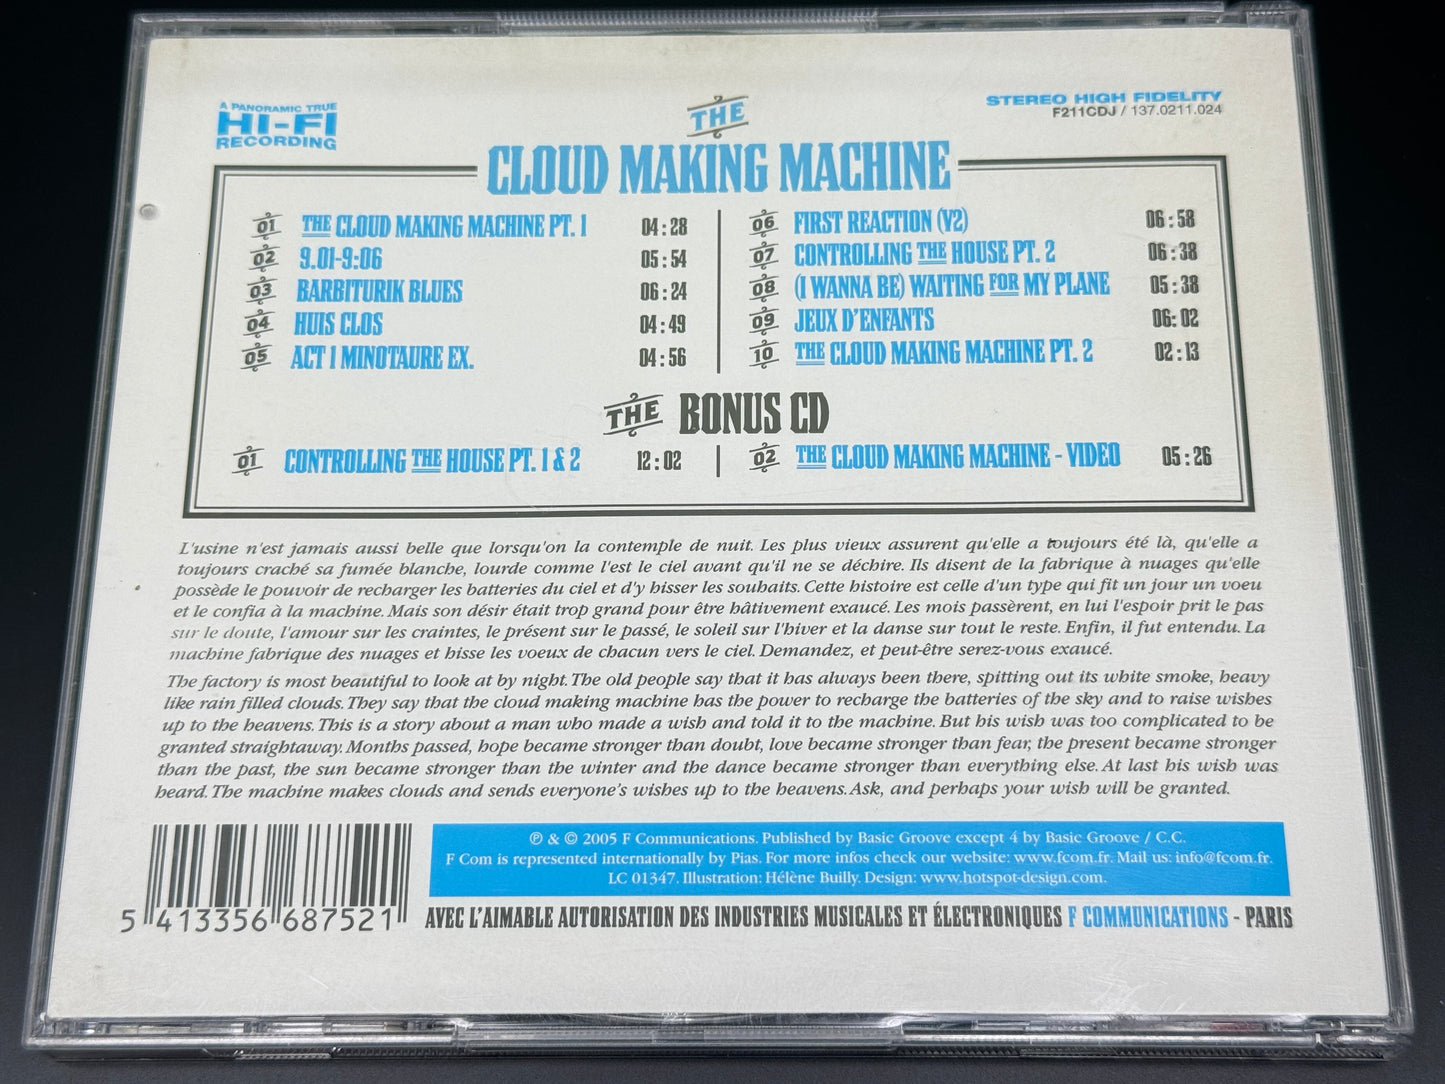 A PANORAMIC TRUE
HI-FI
RECORDING
STEREO HIGH FIDELITY
F211CDJ / 137.0211.024
THE
CLOUD MAKING MACHINE
01 THE CLOUD MAKING MACHINE PT. 1 04:28
02 9.01-9:06 05:54
03 BARBITURIK BLUES 06:24
04 HUIS CLOS 04:49
05 ACT 1 MINOTAURE EX. 04:56
06 FIRST REACTION (V2) 06:58
07 CONTROLLING THE HOUSE PT. 2 06:38
08 (I WANNA BE) WAITING FOR MY PLANE 05:38
09 JEUX D'ENFANTS 06:02
10 THE CLOUD MAKING MACHINE PT. 2 02:13
THE BONUS CD
01 CONTROLLING THE HOUSE PT. 1 & 2 12:02
02 THE CLOUD MAKING MACHINE - VIDEO 05:26
L'usine n'est jamais aussi belle que lorsqu'on la contemple de nuit. Les plus vieux assurent qu'elle a toujours été là, qu'elle a
toujours craché sa fumée blanche, lourde comme l'est le ciel avant qu'il ne se déchire. Ils disent de la fabrique à nuages qu'elle
possède le pouvoir de recharger les batteries du ciel et d'y hisser les souhaits. Cette histoire est celle d'un type qui fit un jour un voeu
et le confia à la machine. Mais son désir était trop grand pour être hâtivement exaucé. Les mois passèrent, en lui l'espoir prit le pas
sur le doute, l'amour sur les craintes, le présent sur le passé, le soleil sur l'hiver et la danse sur tout le reste. Enfin, il fut entendu. La
machine fabrique des nuages et hisse les voeux de chacun vers le ciel. Demandez, et peut-être serez-vous exaucé.
The factory is most beautiful to look at by night. The old people say that it has always been there, spitting out its white smoke, heavy
like rain filled clouds. They say that the cloud making machine has the power to recharge the batteries of the sky and to raise wishes
up to the heavens. This is a story about a man who made a wish and told it to the machine. But his wish was too complicated to be
granted straightaway. Months passed, hope became stronger than doubt, love became stronger than fear, the present became stronger
than the past, the sun became stronger than the winter and the dance became stronger than everything else. At last his wish was
heard. The machine makes clouds and sends everyone's wishes up to the heavens. Ask, and perhaps your wish will be granted.
℗ & © 2005 F Communications. Published by Basic Groove except 4 by Basic Groove / C.C.
F Com is represented internationally by Pias. For more infos check our website: www.fcom.fr. Mail us: info@fcom.fr.
LC 01347. Illustration: Hélène Builly. Design: www.hotspot-design.com.
5 413356 687521
AVEC L'AIMABLE AUTORISATION DES INDUSTRIES MUSICALES ET ÉLECTRONIQUES F COMMUNICATIONS - PARIS